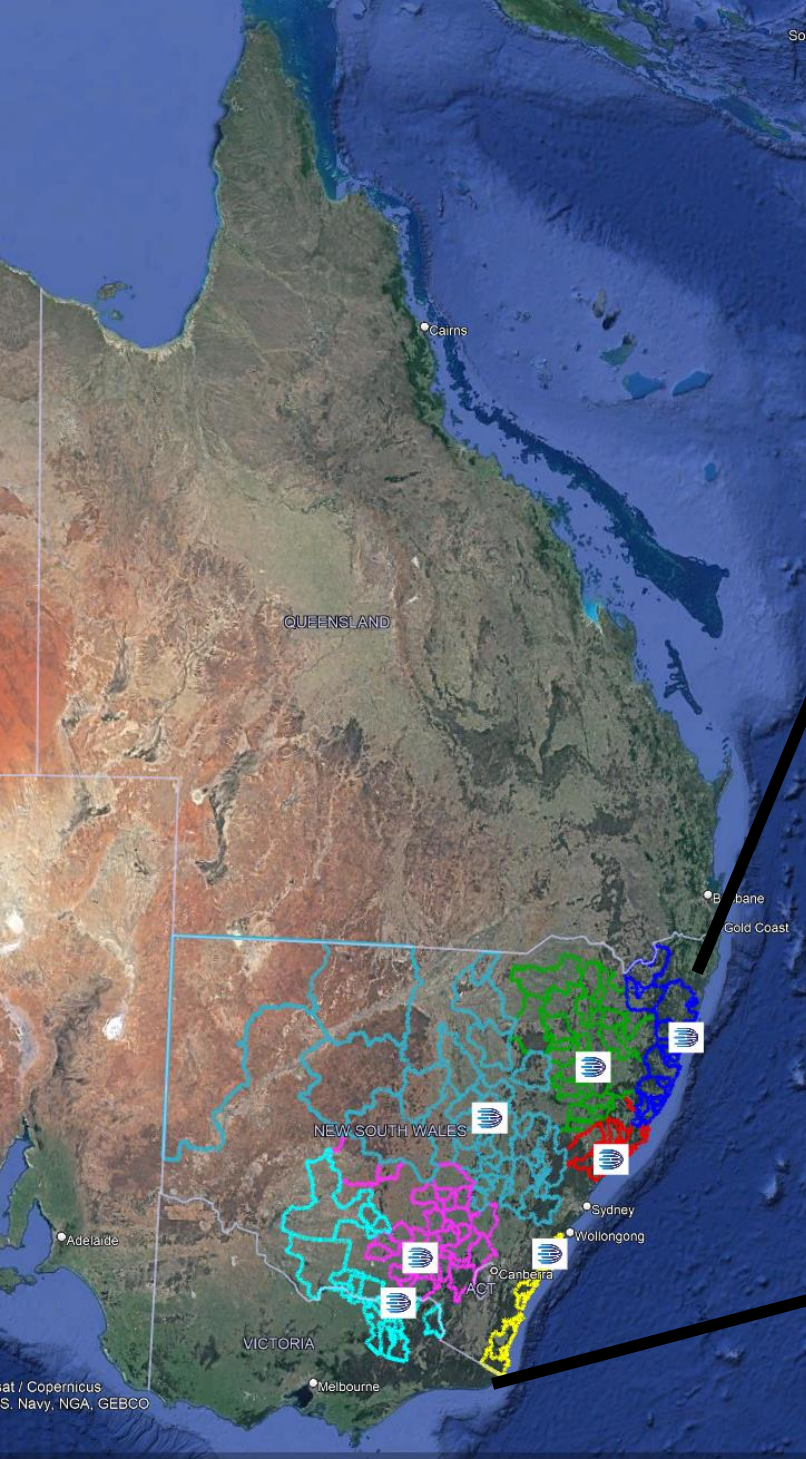 So
Cairns
QUEENSLAND
Gold Coast
NEW SOUTH WALES
Sydney
Wollongong
Adelaide
Canberra
ACT
VICTORIA
Melbourne
sat / Copernicus
S. Navy, NGA, GEBCO